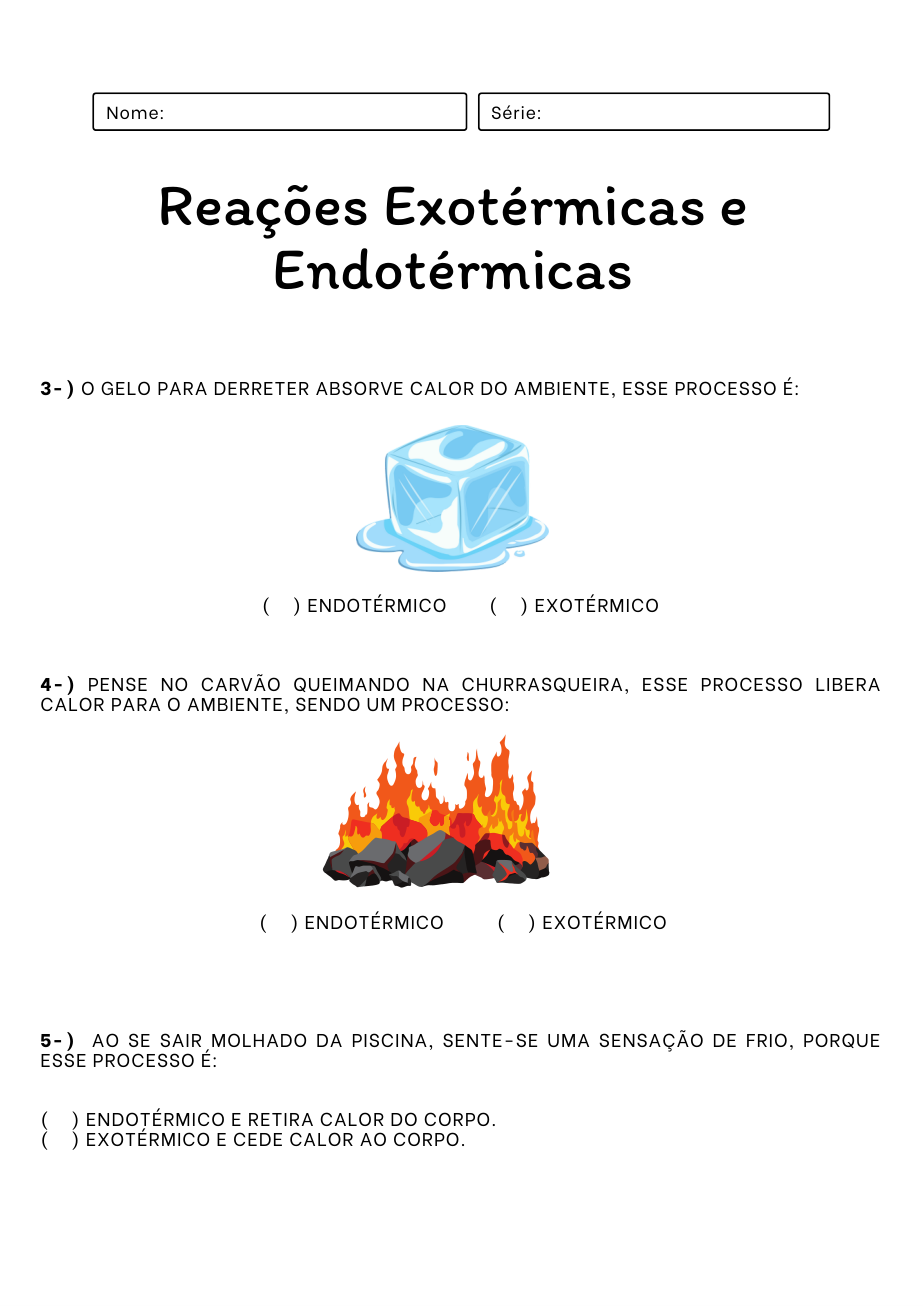 Nome:
Série:
Reações Exotérmicas e
Endotérmicas
3-) O GELO PARA DERRETER ABSORVE CALOR DO AMBIENTE, ESSE PROCESSO É:
( ) ENDOTÉRMICO ( ) EXOTÉRMICO
4-) PENSE NO CARVÃO QUEIMANDO NA CHURRASQUEIRA, ESSE PROCESSO LIBERA
CALOR PARA O AMBIENTE, SENDO UM PROCESSO:
( ) ENDOTÉRMICO ( ) EXOTÉRMICO
5-) AO SE SAIR MOLHADO DA PISCINA, SENTE-SE UMA SENSAÇÃO DE FRIO, PORQUE
ESSE PROCESSO É:
( ) ENDOTÉRMICO E RETIRA CALOR DO CORPO.
( ) EXOTÉRMICO E CEDE CALOR AO CORPO.